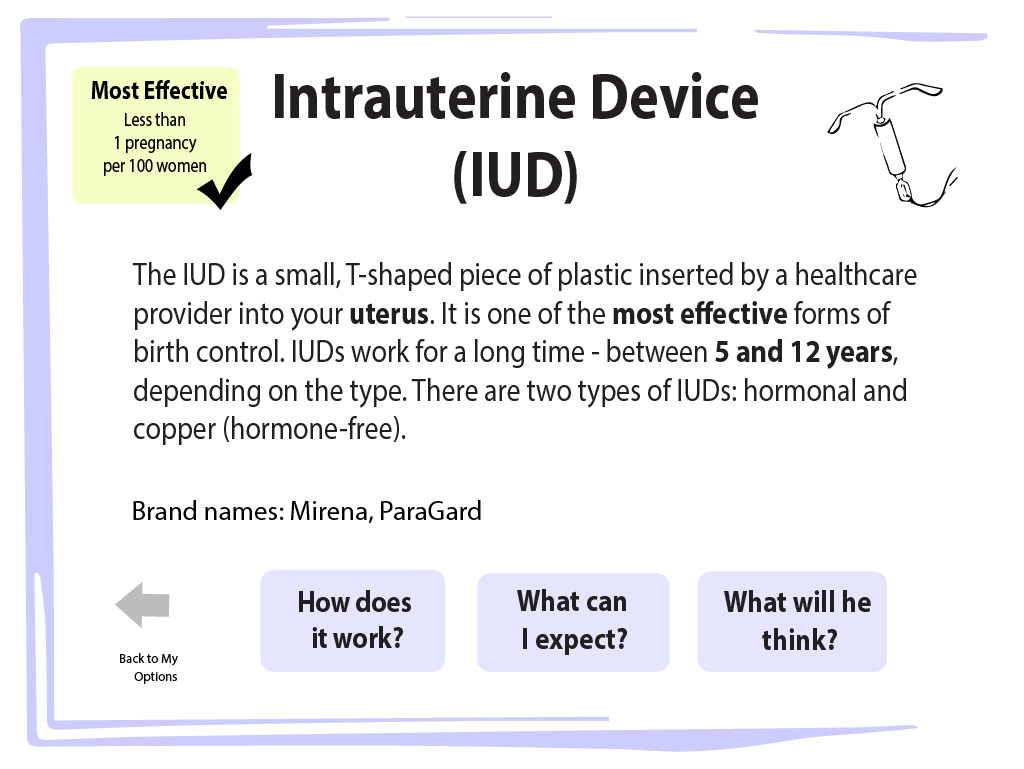 Most Effective
Less than
1 pregnancy
per 100 women
Intrauterine Device
(IUD)
The IUD is a small, T-shaped piece of plastic inserted by a healthcare
provider into your uterus. It is one of the most effective forms of
birth control. IUDs work for a long time - between 5 and 12 years,
depending on the type. There are two types of IUDs: hormonal and
copper (hormone-free).
Brand names: Mirena, ParaGard
Back to My
Options
How does
it work?
What can
I expect?
What will he
think?